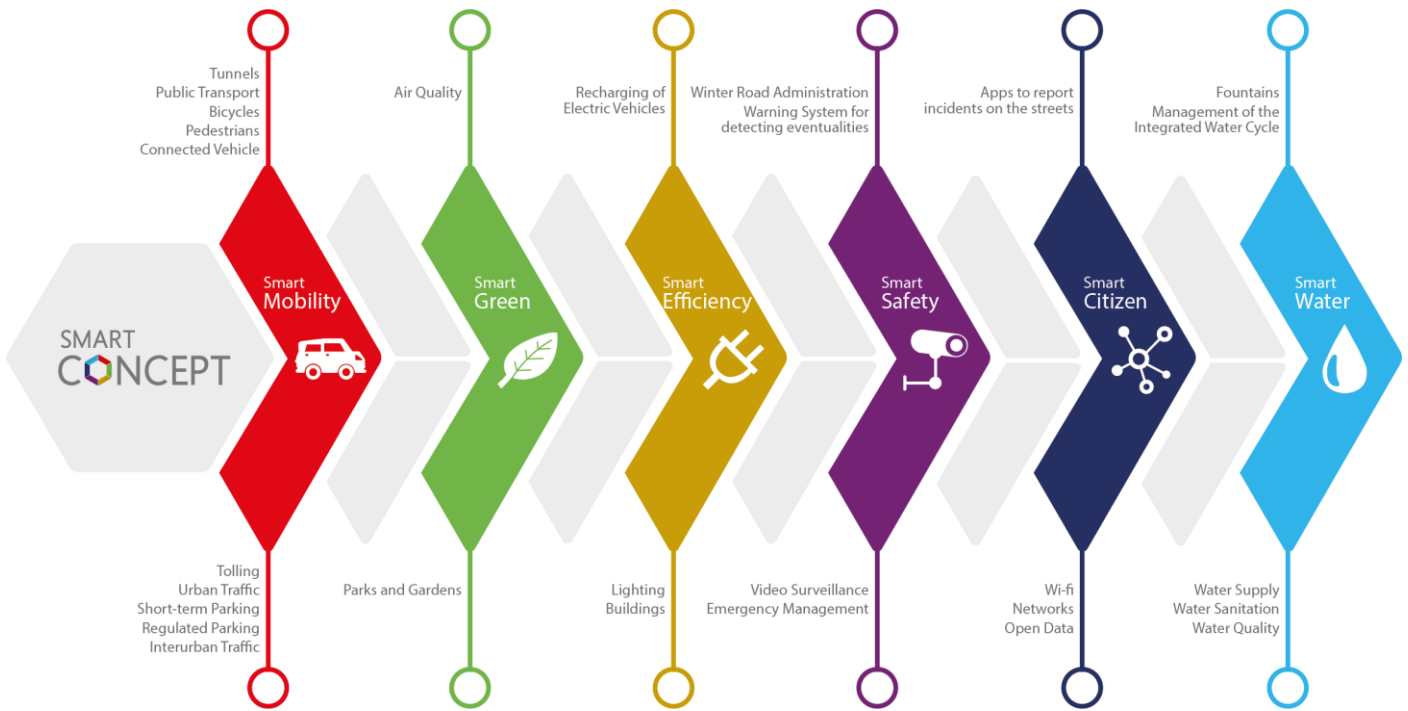 Tunnels
Public Transport
Bicycles
Pedestrians
Connected Vehicle
Air Quality
Recharging of
Electric Vehicles
Winter Road Administration
Warning System for
detecting eventualities
Apps to report
incidents on the streets
Fountains
Management of the
Integrated Water Cycle
SMART
CONCEPT
Smart
Mobility
Smart
Green
Smart
Efficiency
Smart
Safety
Smart
Citizen
Smart
Water
Tolling
Urban Traffic
Short-term Parking
Regulated Parking
Interurban Traffic
Parks and Gardens
Lighting
Buildings
Video Surveillance
Emergency Management
Wi-fi
Networks
Open Data
Water Supply
Water Sanitation
Water Quality